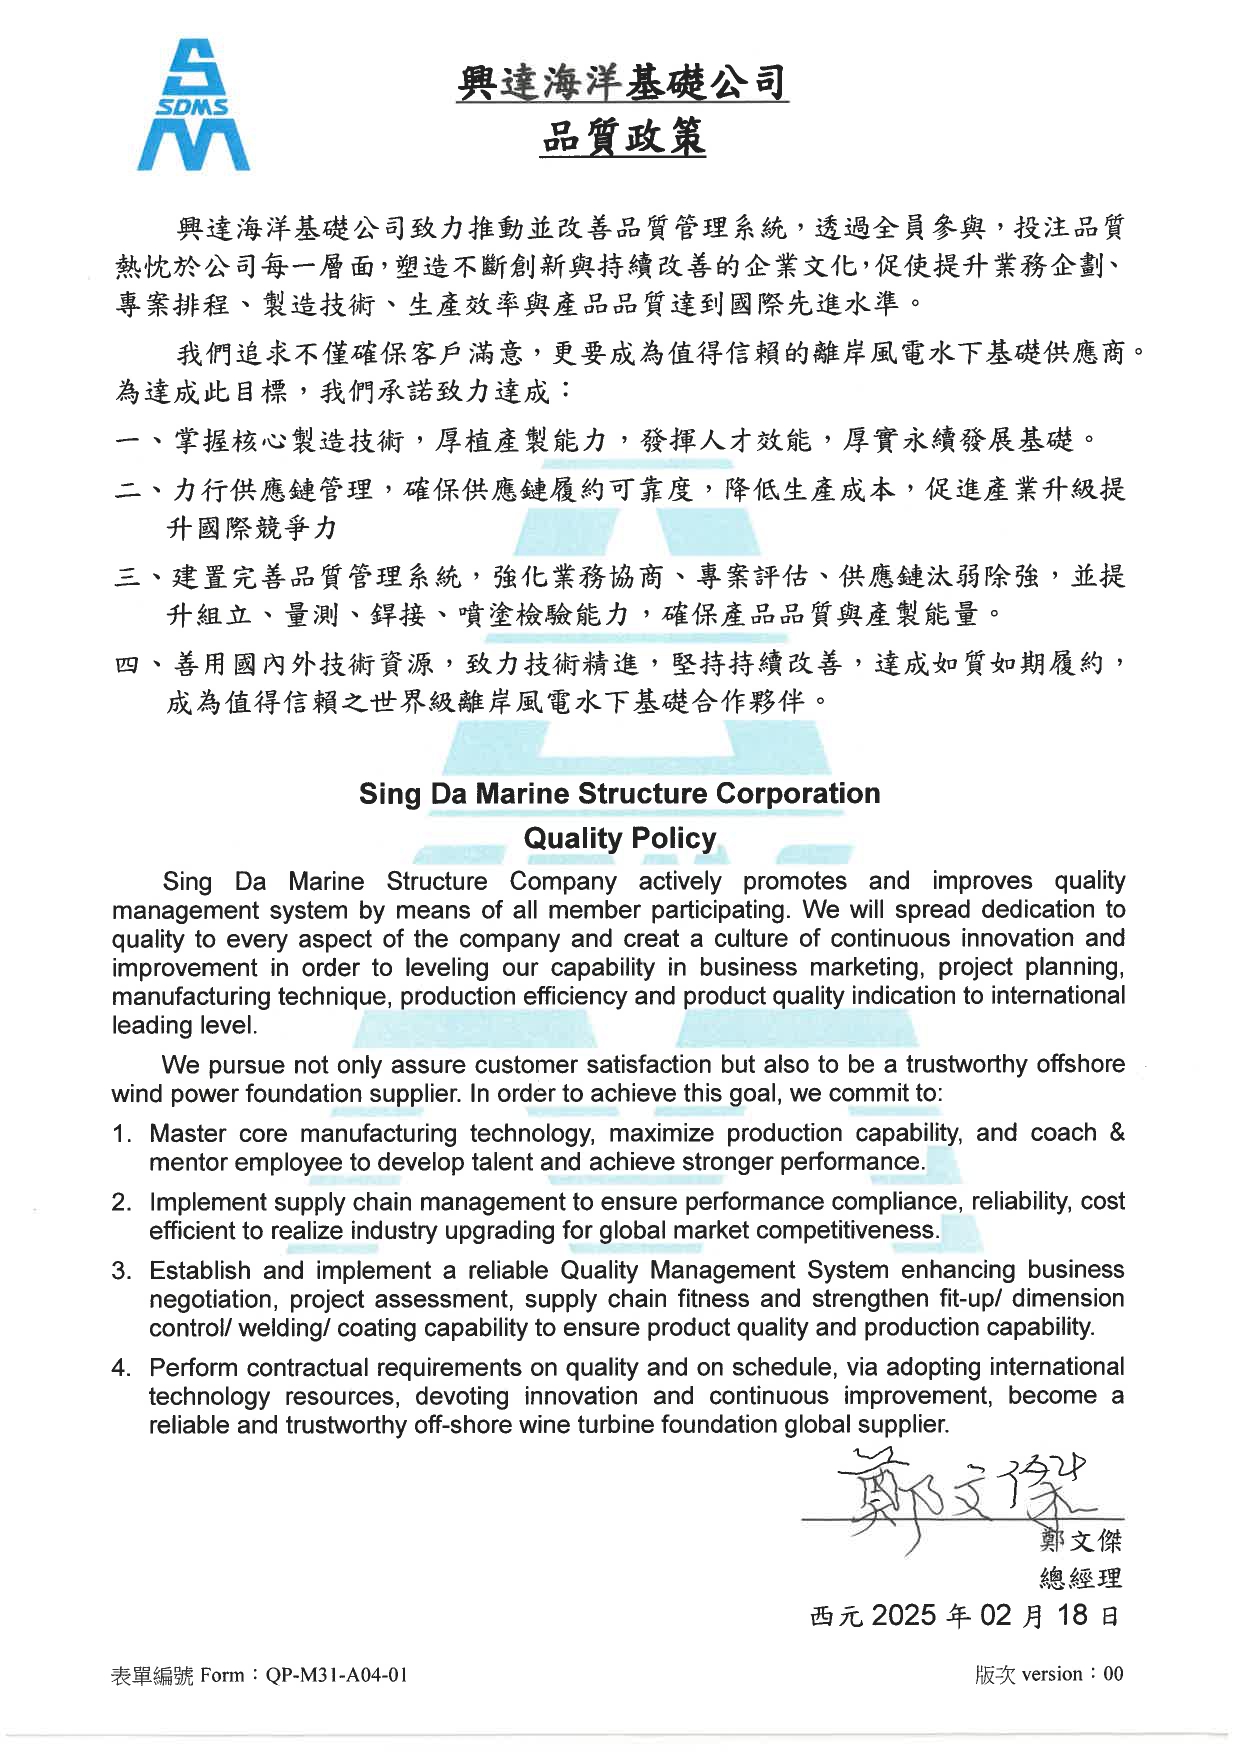 SDMS
興達海洋基礎公司
品質政策
興達海洋基礎公司致力推動並改善品質管理系統，透過全員參與，投注品質
熱忱於公司每一層面，塑造不斷創新與持續改善的企業文化，促使提升業務企劃、
專案排程、製造技術、生產效率與產品品質達到國際先進水準。
我們追求不僅確保客戶滿意，更要成為值得信賴的離岸風電水下基礎供應商。
為達成此目標，我們承諾致力達成：
一、掌握核心製造技術，厚植產製能力，發揮人才效能，厚實永續發展基礎。
二、力行供應鏈管理，確保供應鏈履約可靠度，降低生產成本，促進產業升級提
升國際競爭力
三、建置完善品質管理系統，強化業務協商、專案評估、供應鏈汰弱除強，並提
升組立、量測、銲接、噴塗檢驗能力，確保產品品質與產製能量。
四、善用國內外技術資源，致力技術精進，堅持持續改善，達成如質如期履約，
成為值得信賴之世界級離岸風電水下基礎合作夥伴。
Sing Da Marine Structure Corporation
Quality Policy
Sing Da Marine Structure Company actively promotes and improves quality
management system by means of all member participating. We will spread dedication to
quality to every aspect of the company and creat a culture of continuous innovation and
improvement in order to leveling our capability in business marketing, project planning,
manufacturing technique, production efficiency and product quality indication to international
leading level.
We pursue not only assure customer satisfaction but also to be a trustworthy offshore
wind power foundation supplier. In order to achieve this goal, we commit to:
1. Master core manufacturing technology, maximize production capability, and coach &
mentor employee to develop talent and achieve stronger performance.
2. Implement supply chain management to ensure performance compliance, reliability, cost
efficient to realize industry upgrading for global market competitiveness.
3. Establish and implement a reliable Quality Management System enhancing business
negotiation, project assessment, supply chain fitness and strengthen fit-up/ dimension
control/ welding/ coating capability to ensure product quality and production capability.
4. Perform contractual requirements on quality and on schedule, via adopting international
technology resources, devoting innovation and continuous improvement, become a
reliable and trustworthy off-shore wine turbine foundation global supplier.
鄭文傑
鄭文傑
總經理
西元 2025 年 02 月 18 日
表單編號 Form：QP-M31-A04-01
版次 version：00